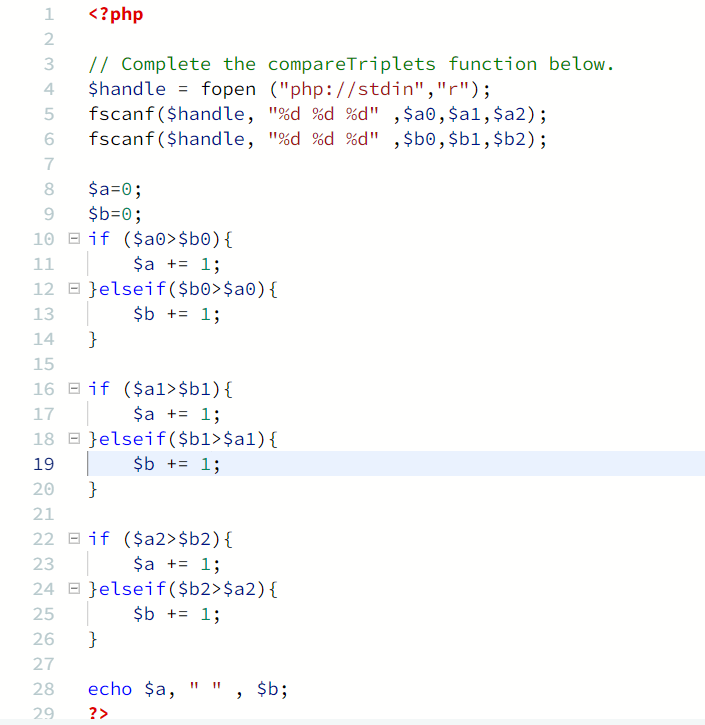 1 <?php
2
3 // Complete the compareTriplets function below.
4 $handle = fopen ("php://stdin","r");
5 fscanf($handle, "%d %d %d" ,$a0,$a1,$a2);
6 fscanf($handle, "%d %d %d" ,$b0,$b1,$b2);
7
8 $a=0;
9 $b=0;
10 if ($a0>$b0){
11     $a += 1;
12 }elseif($b0>$a0){
13     $b += 1;
14 }
15
16 if ($a1>$b1){
17     $a += 1;
18 }elseif($b1>$a1){
19     $b += 1;
20 }
21
22 if ($a2>$b2){
23     $a += 1;
24 }elseif($b2>$a2){
25     $b += 1;
26 }
27
28 echo $a, " " , $b;
29 ?>